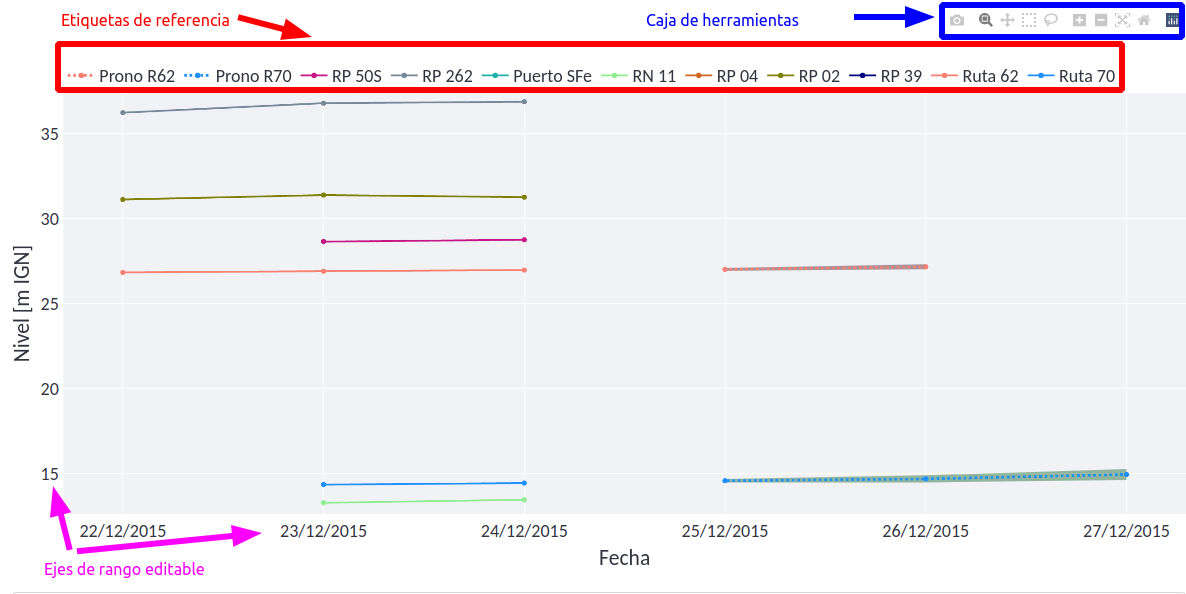 Etiquetas de referencia
Caja de herramientas
Prono R62 Prono R70 RP 50S RP 262 Puerto SFe RN 11 RP 04 RP 02 RP 39 Ruta 62 Ruta 70
35
30
25
20
15
Nivel [m IGN]
22/12/2015 23/12/2015 24/12/2015 25/12/2015 26/12/2015 27/12/2015
Fecha
Ejes de rango editable